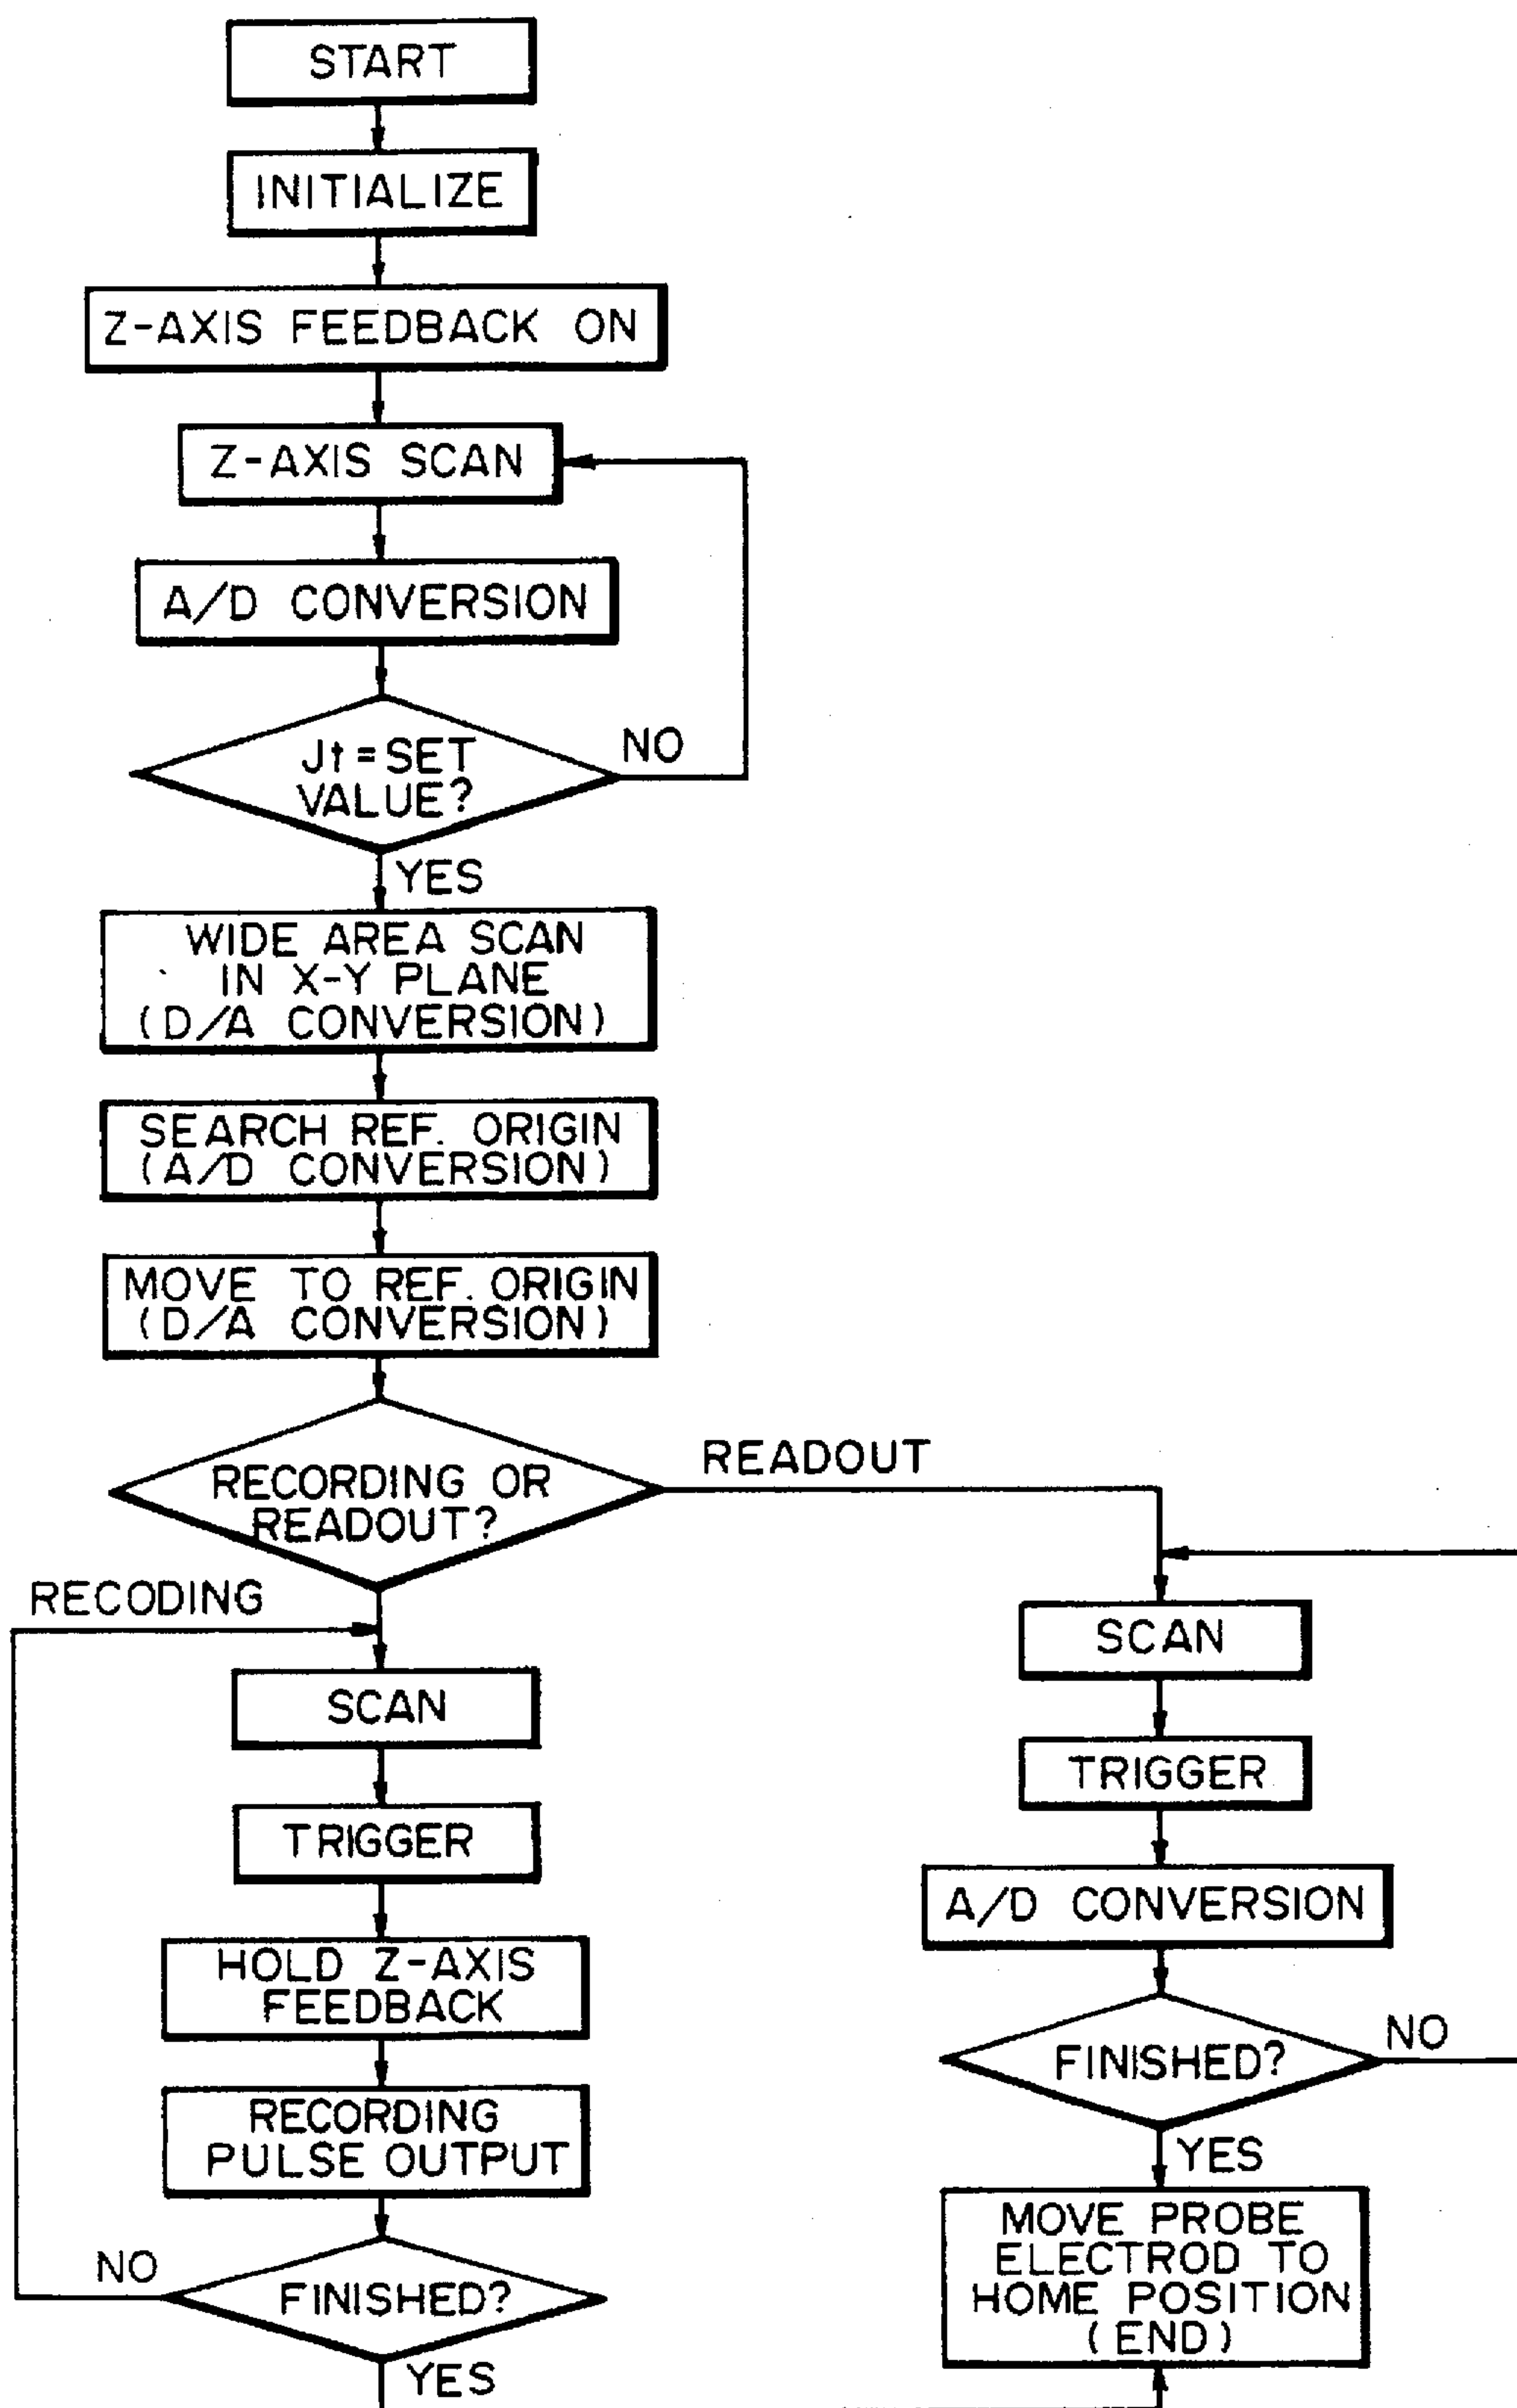 START
INITIALIZE
Z-AXIS FEEDBACK ON
Z-AXIS SCAN
A/D CONVERSION
Jt=SET
VALUE?
NO
YES
WIDE AREA SCAN
IN X-Y PLANE
(D/A CONVERSION)
SEARCH REF. ORIGIN
(A/D CONVERSION)
MOVE TO REF. ORIGIN
(D/A CONVERSION)
RECORDING OR
READOUT?
READOUT
RECODING
SCAN
TRIGGER
HOLD Z-AXIS
FEEDBACK
RECORDING
PULSE OUTPUT
FINISHED?
NO
YES
SCAN
TRIGGER
A/D CONVERSION
FINISHED?
NO
YES
MOVE PROBE
ELECTROD TO
HOME POSITION
(END)